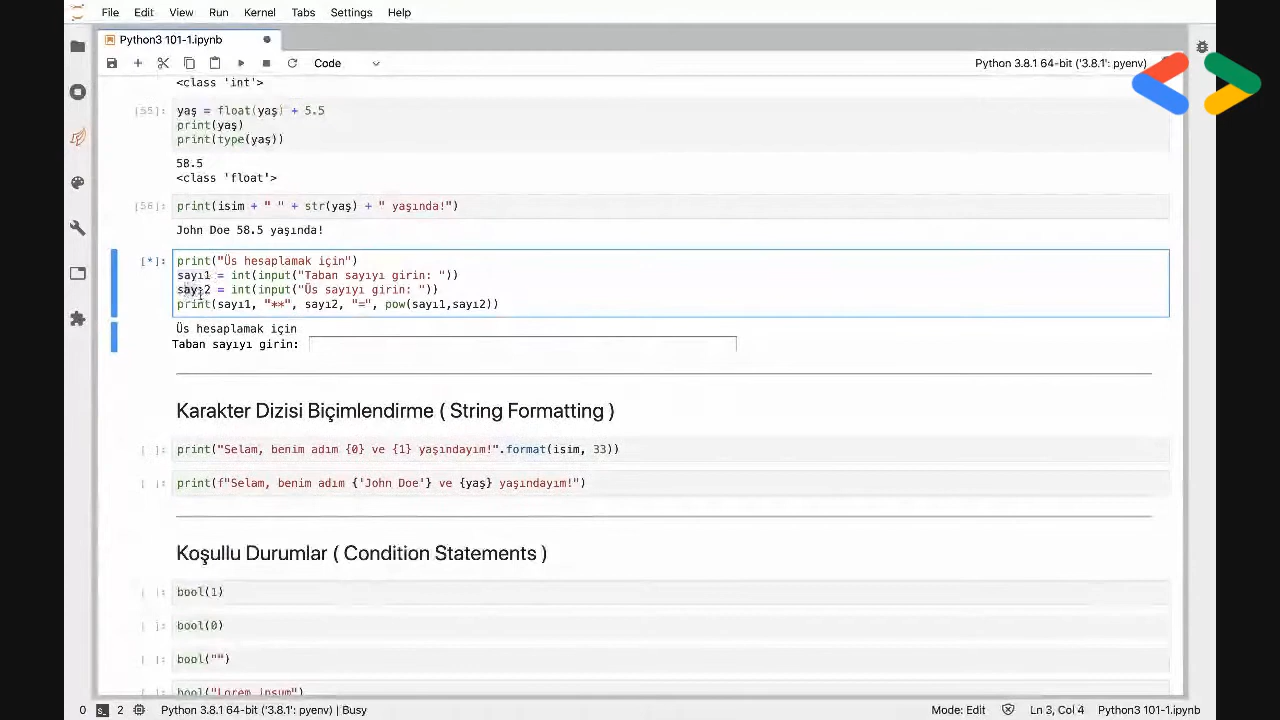 File Edit View Run Kernel Tabs Settings Help
Python3 101-1.ipynb
Code
Python 3.8.1 64-bit ('3.8.1': pyenv)
<class 'int'>
[55]: yaş = float(yaş) + 5.5
print(yaş)
print(type(yaş))
58.5
<class 'float'>
[56]: print(isim + " " + str(yaş) + " yaşında!")
John Doe 58.5 yaşında!
[*]: print("Üs hesaplamak için")
sayı1 = int(input("Taban sayıyı girin: "))
sayı2 = int(input("Üs sayıyı girin: "))
print(sayı1, "**", sayı2, "=", pow(sayı1,sayı2))
Üs hesaplamak için
Taban sayıyı girin:
Karakter Dizisi Biçimlendirme ( String Formatting )
[ ]: print("Selam, benim adım {0} ve {1} yaşındayım!".format(isim, 33))
[ ]: print(f"Selam, benim adım {'John Doe'} ve {yaş} yaşındayım!")
Koşullu Durumlar ( Condition Statements )
[ ]: bool(1)
[ ]: bool(0)
[ ]: bool("")
[ ]: bool("Lorem ipsum")
0 2 Python 3.8.1 64-bit ('3.8.1': pyenv) | Busy
Mode: Edit Ln 3, Col 4 Python3 101-1.ipynb